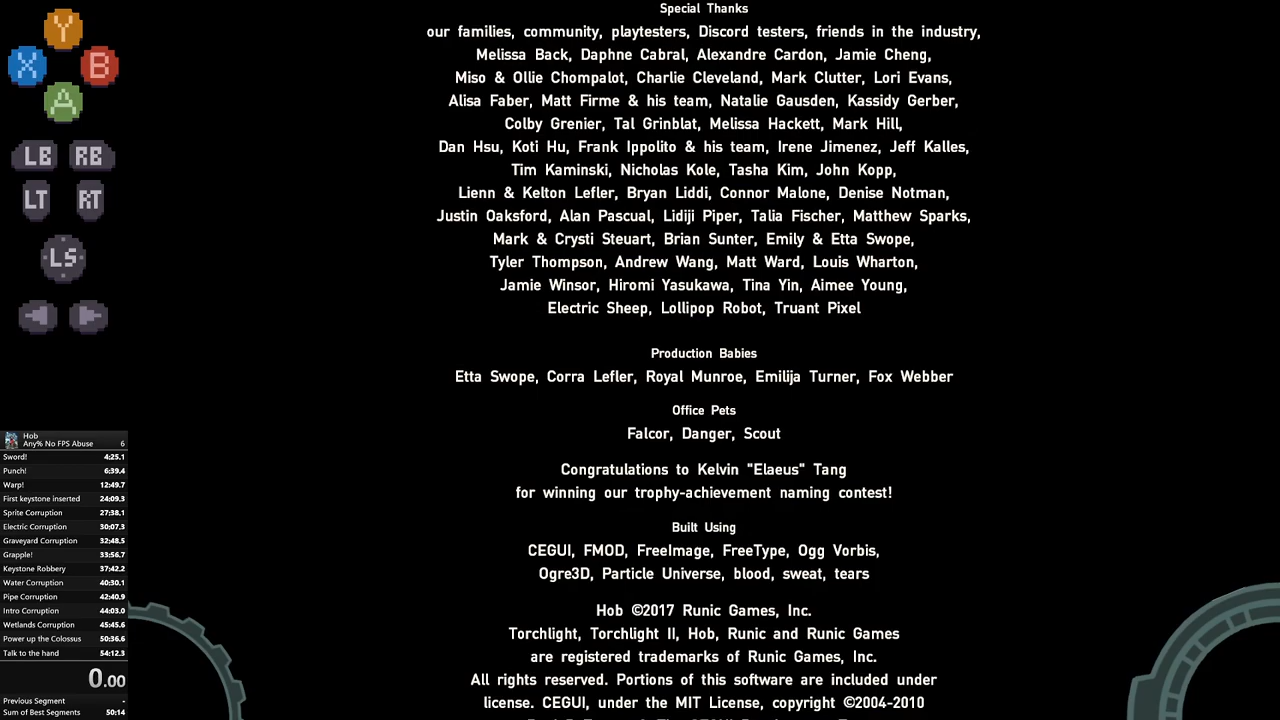 Y
X
B
A
LB
RB
LT
RT
LS
Hob
Any% No FPS Abuse 6
Sword! 4:25.1
Punch! 6:39.4
Warp! 12:49.7
First keystone inserted 24:09.3
Sprite Corruption 27:38.1
Electric Corruption 30:07.3
Graveyard Corruption 32:48.5
Grapple! 33:56.7
Keystone Robbery 37:42.2
Water Corruption 40:30.1
Pipe Corruption 42:40.9
Intro Corruption 44:03.0
Wetlands Corruption 45:45.6
Power up the Colossus 50:36.6
Talk to the hand 54:12.3
0.00
Previous Segment -
Sum of Best Segments 50:14
Special Thanks
our families, community, playtesters, Discord testers, friends in the industry,
Melissa Back, Daphne Cabral, Alexandre Cardon, Jamie Cheng,
Miso & Ollie Chompalot, Charlie Cleveland, Mark Clutter, Lori Evans,
Alisa Faber, Matt Firme & his team, Natalie Gausden, Kassidy Gerber,
Colby Grenier, Tal Grinblat, Melissa Hackett, Mark Hill,
Dan Hsu, Koti Hu, Frank Ippolito & his team, Irene Jimenez, Jeff Kalles,
Tim Kaminski, Nicholas Kole, Tasha Kim, John Kopp,
Lienn & Kelton Lefler, Bryan Liddi, Connor Malone, Denise Notman,
Justin Oaksford, Alan Pascual, Lidiji Piper, Talia Fischer, Matthew Sparks,
Mark & Crysti Steuart, Brian Sunter, Emily & Etta Swope,
Tyler Thompson, Andrew Wang, Matt Ward, Louis Wharton,
Jamie Winsor, Hiromi Yasukawa, Tina Yin, Aimee Young,
Electric Sheep, Lollipop Robot, Truant Pixel
Production Babies
Etta Swope, Corra Lefler, Royal Munroe, Emilija Turner, Fox Webber
Office Pets
Falcor, Danger, Scout
Congratulations to Kelvin "Elaeus" Tang
for winning our trophy-achievement naming contest!
Built Using
CEGUI, FMOD, FreeImage, FreeType, Ogg Vorbis,
Ogre3D, Particle Universe, blood, sweat, tears
Hob ©2017 Runic Games, Inc.
Torchlight, Torchlight II, Hob, Runic and Runic Games
are registered trademarks of Runic Games, Inc.
All rights reserved. Portions of this software are included under
license. CEGUI, under the MIT License, copyright ©2004-2010